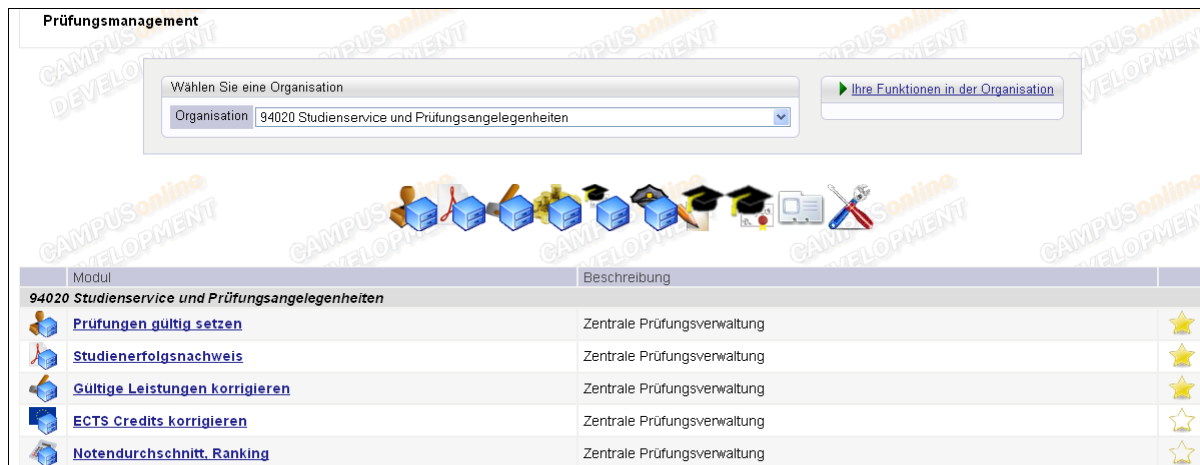 Prüfungsmanagement
Wählen Sie eine Organisation
Ihre Funktionen in der Organisation
Organisation 94020 Studienservice und Prüfungsangelegenheiten
Modul Beschreibung
94020 Studienservice und Prüfungsangelegenheiten
Prüfungen gültig setzen Zentrale Prüfungsverwaltung
Studienerfolgsnachweis Zentrale Prüfungsverwaltung
Gültige Leistungen korrigieren Zentrale Prüfungsverwaltung
ECTS Credits korrigieren Zentrale Prüfungsverwaltung
Notendurchschnitt, Ranking Zentrale Prüfungsverwaltung
CAMPUSonline
DEVELOPMENT